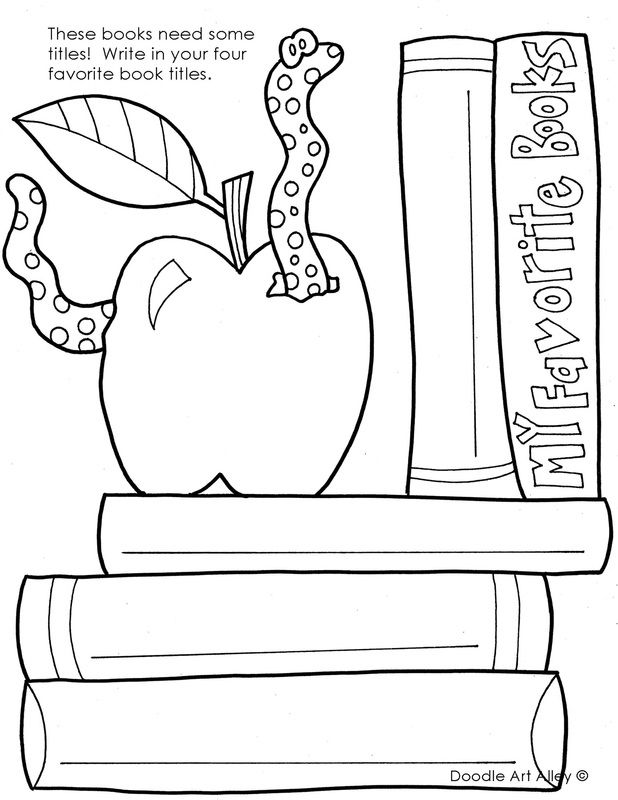 These books need some
titles!  Write in your four
favorite book titles.
My Favorite Books
Doodle Art Alley ©